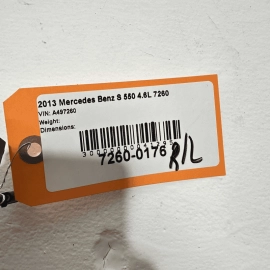 2013 Mercedes Benz S 550 4.6L 7260
VIN: A497260
Weight:
Dimensions:
7260-0176 R/L